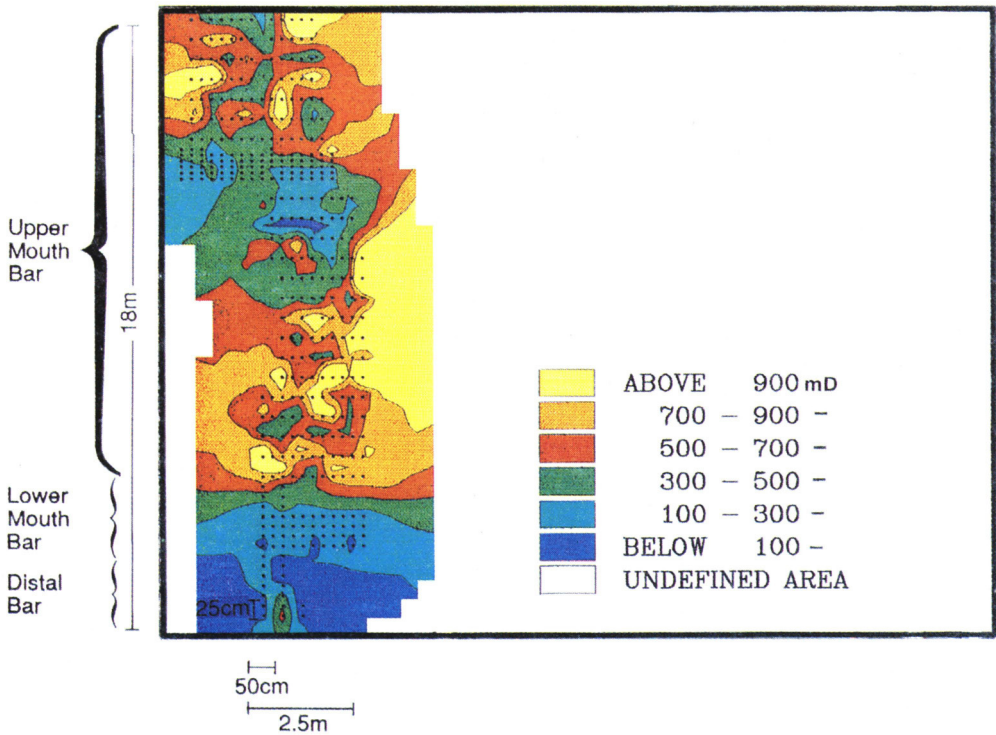 Upper
Mouth
Bar
18m
Lower
Mouth
Bar
Distal
Bar
25cm
50cm
2.5m
ABOVE 900 mD
700 - 900 -
500 - 700 -
300 - 500 -
100 - 300 -
BELOW 100 -
UNDEFINED AREA